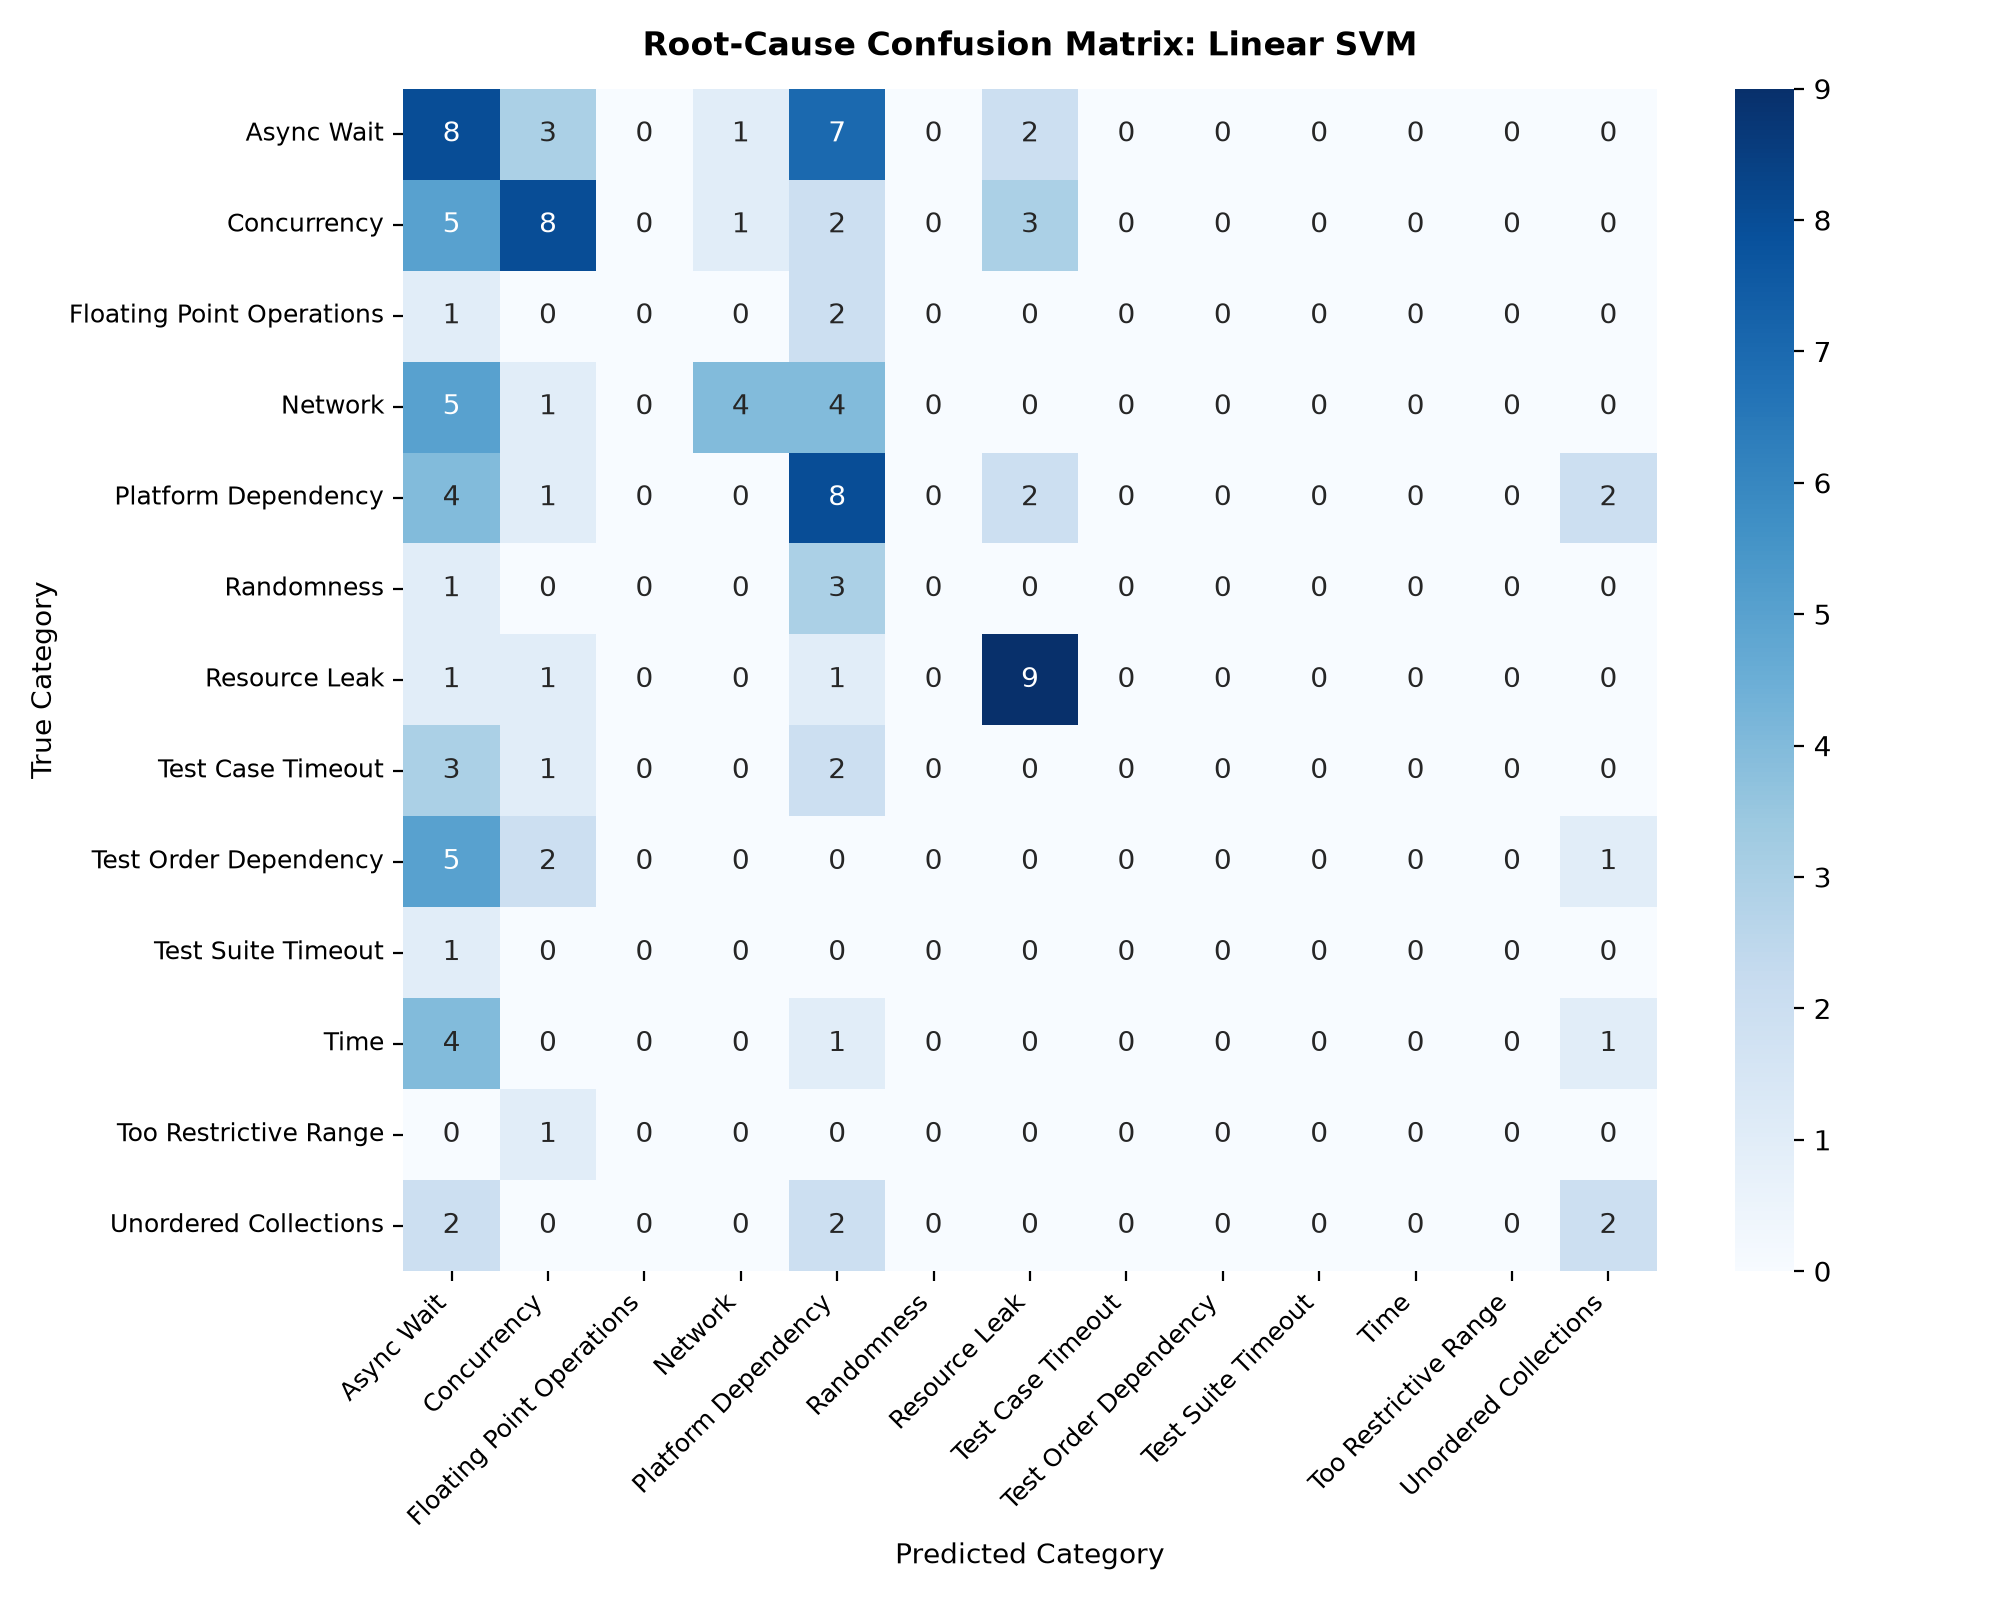 Root-Cause Confusion Matrix: Linear SVM
True Category
Async Wait 8 3 0 1 7 0 2 0 0 0 0 0 0
Concurrency 5 8 0 1 2 0 3 0 0 0 0 0 0
Floating Point Operations 1 0 0 0 2 0 0 0 0 0 0 0 0
Network 5 1 0 4 4 0 0 0 0 0 0 0 0
Platform Dependency 4 1 0 0 8 0 2 0 0 0 0 0 2
Randomness 1 0 0 0 3 0 0 0 0 0 0 0 0
Resource Leak 1 1 0 0 1 0 9 0 0 0 0 0 0
Test Case Timeout 3 1 0 0 2 0 0 0 0 0 0 0 0
Test Order Dependency 5 2 0 0 0 0 0 0 0 0 0 0 1
Test Suite Timeout 1 0 0 0 0 0 0 0 0 0 0 0 0
Time 4 0 0 0 1 0 0 0 0 0 0 0 1
Too Restrictive Range 0 1 0 0 0 0 0 0 0 0 0 0 0
Unordered Collections 2 0 0 0 2 0 0 0 0 0 0 0 2
Async Wait
Concurrency
Floating Point Operations
Network
Platform Dependency
Randomness
Resource Leak
Test Case Timeout
Test Order Dependency
Test Suite Timeout
Time
Too Restrictive Range
Unordered Collections
Predicted Category
9
8
7
6
5
4
3
2
1
0